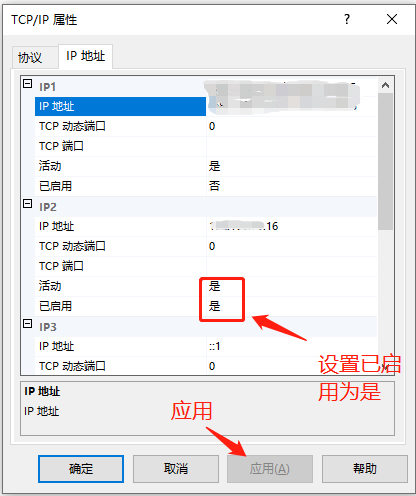 TCP/IP 属性
?
协议
IP 地址
IP1
IP 地址
TCP 动态端口 0
TCP 端口
活动 是
已启用 否
IP2
IP 地址 .16
TCP 动态端口 0
TCP 端口
活动 是
已启用 是
IP3
IP 地址 ::1
TCP 动态端口 0
设置已启
用为是
IP 地址
IP 地址
应用
确定
取消
应用(A)
帮助